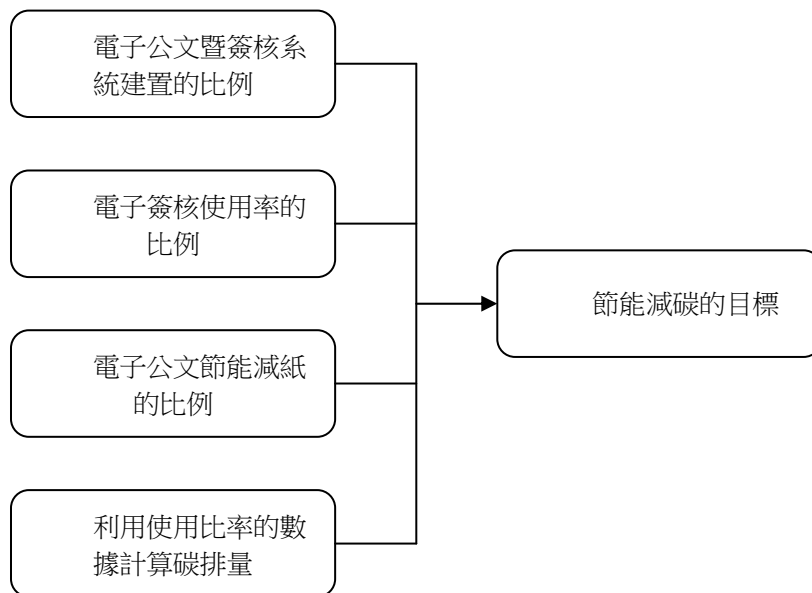 電子公文暨簽核系
統建置的比例
電子簽核使用率的
比例
電子公文節能減紙
的比例
利用使用比率的數
據計算碳排量
節能減碳的目標